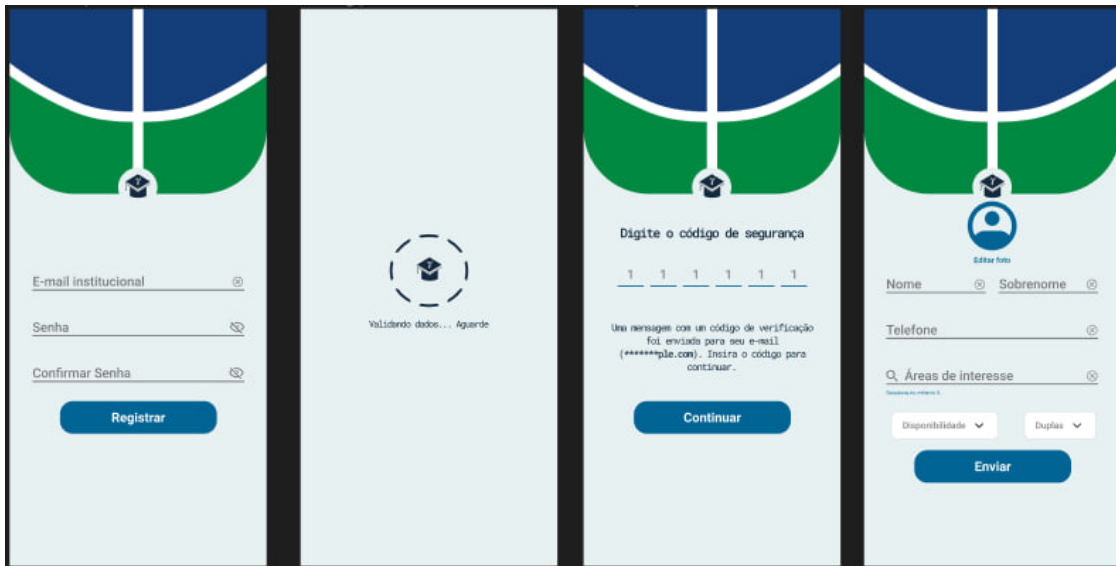 E-mail institucional
Senha
Confirmar Senha
Registrar
Validando dados... Aguarde
Digite o código de segurança
1 1 1 1 1 1
Uma mensagem com um código de verificação
foi enviada para seu e-mail
(*******ple.com). Insira o código para
continuar.
Continuar
Editar foto
Nome
Sobrenome
Telefone
Áreas de interesse
Disponibilidade
Duplas
Enviar